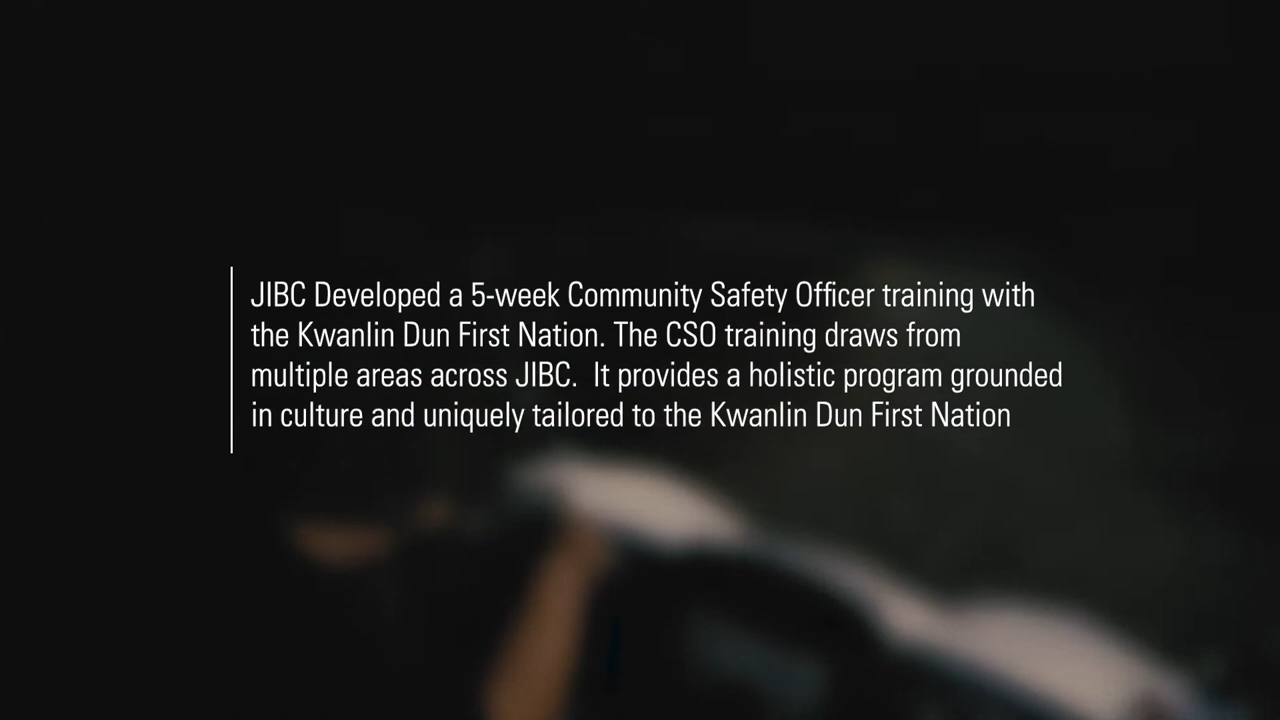 JIBC Developed a 5-week Community Safety Officer training with
the Kwanlin Dun First Nation. The CSO training draws from
multiple areas across JIBC.  It provides a holistic program grounded
in culture and uniquely tailored to the Kwanlin Dun First Nation